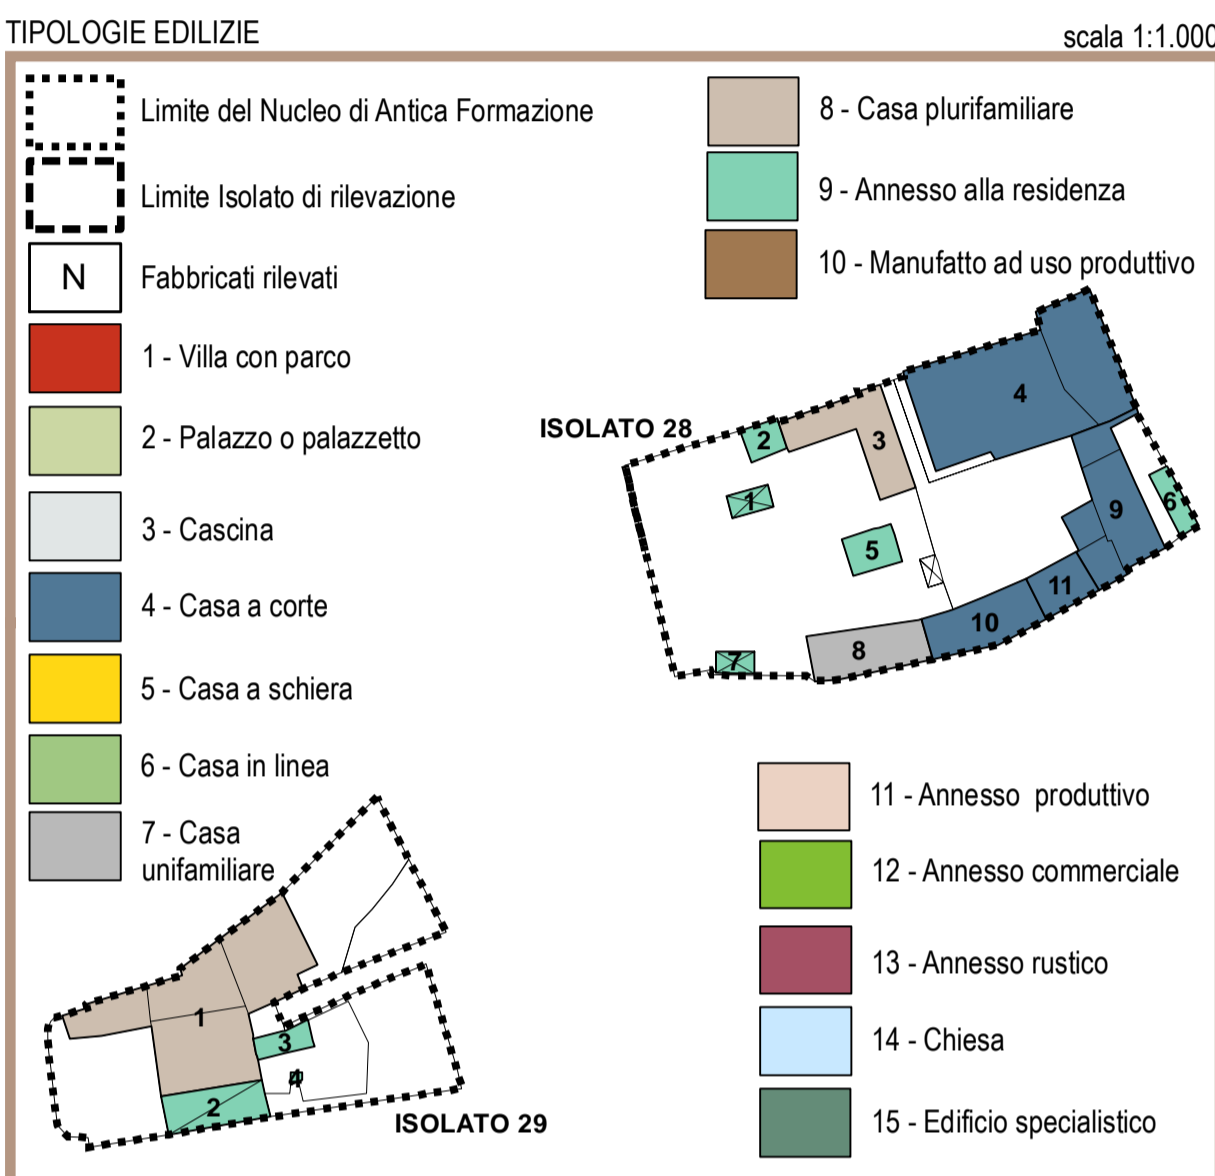 TIPOLOGIE EDILIZIE
scala 1:1.000
Limite del Nucleo di Antica Formazione
Limite Isolato di rilevazione
N
Fabbricati rilevati
1 - Villa con parco
2 - Palazzo o palazzetto
3 - Cascina
4 - Casa a corte
5 - Casa a schiera
6 - Casa in linea
7 - Casa
unifamiliare
8 - Casa plurifamiliare
9 - Annesso alla residenza
10 - Manufatto ad uso produttivo
ISOLATO 28
4
2
3
1
6
9
5
11
10
8
7
11 - Annesso produttivo
12 - Annesso commerciale
13 - Annesso rustico
14 - Chiesa
15 - Edificio specialistico
1
3
4
2
ISOLATO 29